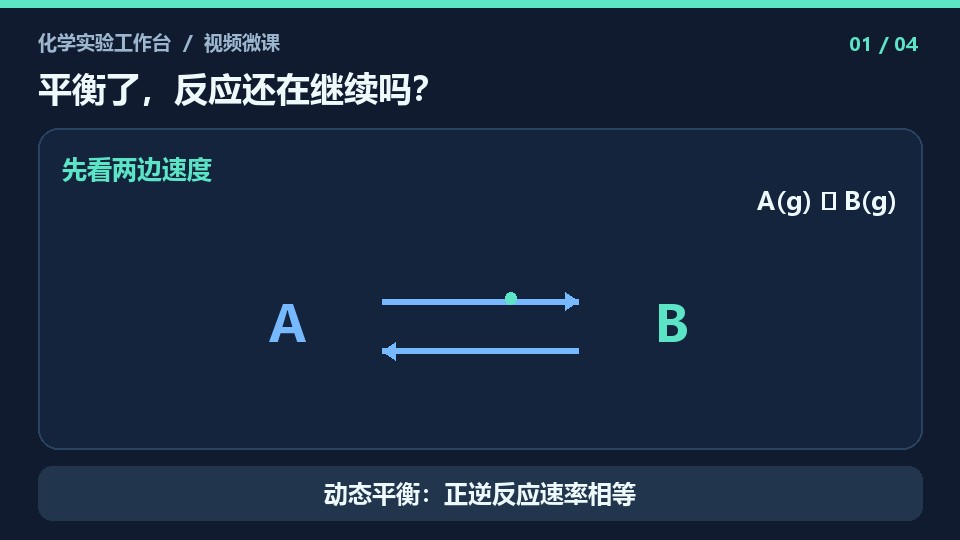 化学实验工作台 / 视频微课
01 / 04
平衡了，反应还在继续吗？
先看两边速度
A(g) □ B(g)
A
B
动态平衡：正逆反应速率相等